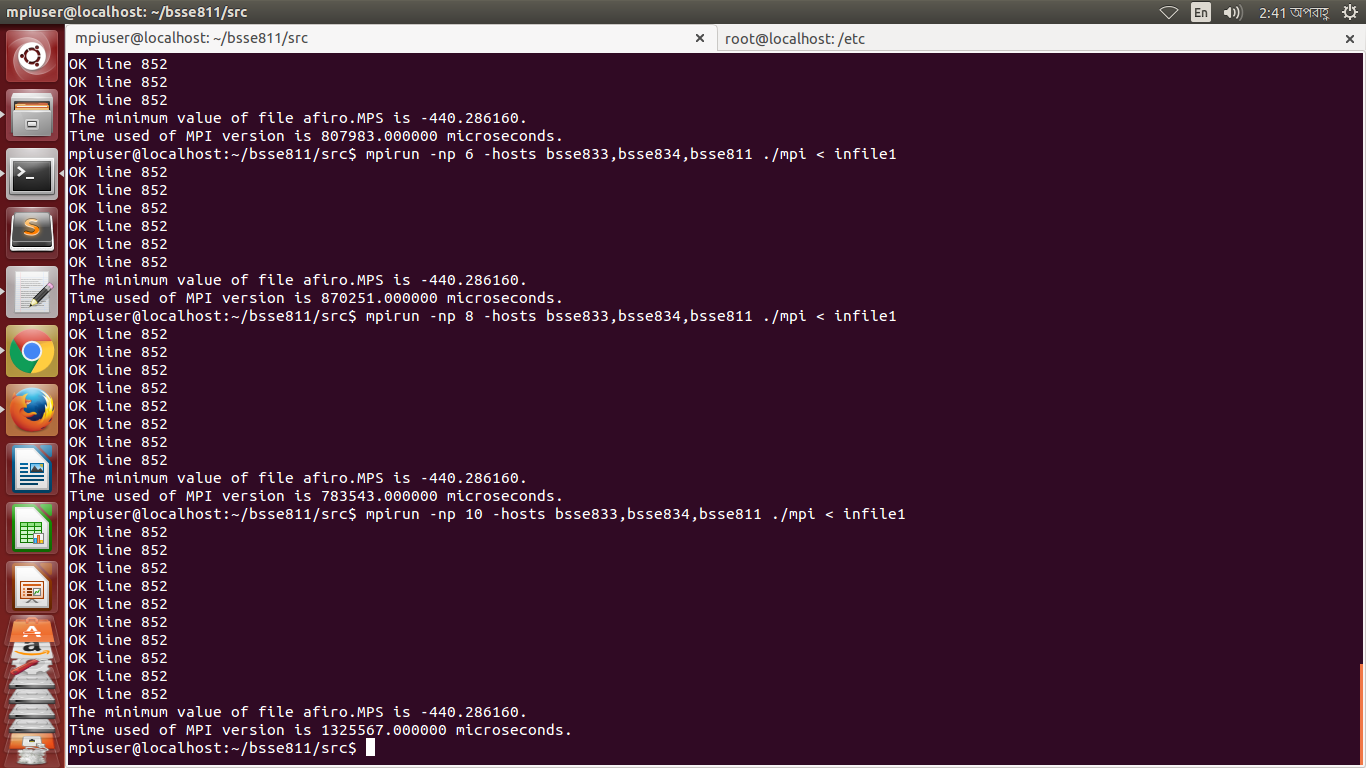 mpiuser@localhost: ~/bsse811/src
En
2:41 অপরাহ্ণ
mpiuser@localhost: ~/bsse811/src
root@localhost: /etc
OK line 852
OK line 852
OK line 852
The minimum value of file afiro.MPS is -440.286160.
Time used of MPI version is 807983.000000 microseconds.
mpiuser@localhost:~/bsse811/src$ mpirun -np 6 -hosts bsse833,bsse834,bsse811 ./mpi < infile1
OK line 852
OK line 852
OK line 852
OK line 852
OK line 852
OK line 852
The minimum value of file afiro.MPS is -440.286160.
Time used of MPI version is 870251.000000 microseconds.
mpiuser@localhost:~/bsse811/src$ mpirun -np 8 -hosts bsse833,bsse834,bsse811 ./mpi < infile1
OK line 852
OK line 852
OK line 852
OK line 852
OK line 852
OK line 852
OK line 852
OK line 852
The minimum value of file afiro.MPS is -440.286160.
Time used of MPI version is 783543.000000 microseconds.
mpiuser@localhost:~/bsse811/src$ mpirun -np 10 -hosts bsse833,bsse834,bsse811 ./mpi < infile1
OK line 852
OK line 852
OK line 852
OK line 852
OK line 852
OK line 852
OK line 852
OK line 852
OK line 852
OK line 852
The minimum value of file afiro.MPS is -440.286160.
Time used of MPI version is 1325567.000000 microseconds.
mpiuser@localhost:~/bsse811/src$